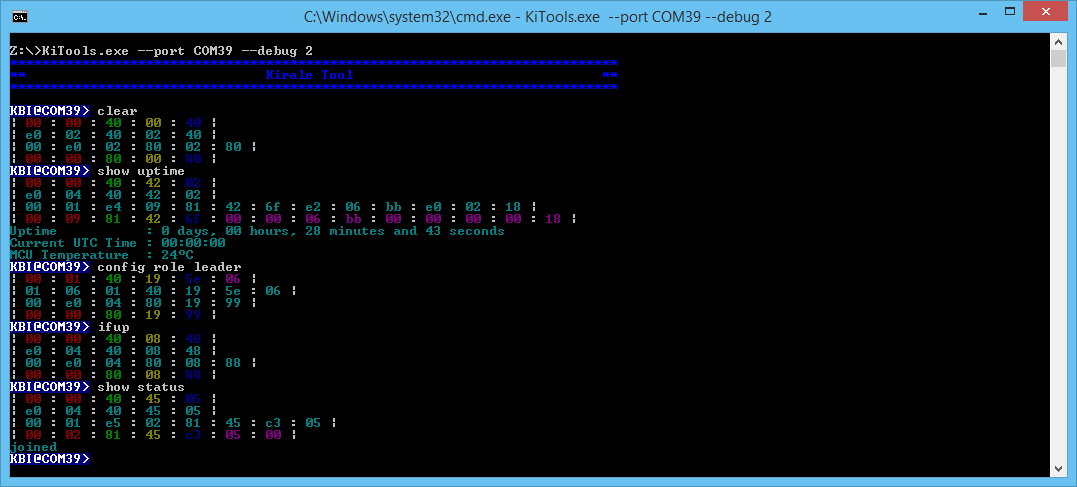 C:\Windows\system32\cmd.exe - KiTools.exe  --port COM39 --debug 2
Z:\>KiTools.exe --port COM39 --debug 2
*** Kirale Tool ***
KBI@COM39> clear
| 00 : 00 : 40 : 00 : 40 |
| e0 : 02 : 40 : 02 : 40 |
| 00 : e0 : 02 : 80 : 02 : 80 |
| 00 : 00 : 80 : 00 : 80 |
KBI@COM39> show uptime
| 00 : 00 : 40 : 42 : 02 |
| e0 : 04 : 40 : 42 : 02 |
| 00 : 01 : e4 : 09 : 81 : 42 : 6f : e2 : 06 : bb : e0 : 02 : 18 |
| 00 : 09 : 81 : 42 : 6f : 00 : 00 : 06 : bb : 00 : 00 : 00 : 00 : 18 |
Uptime           : 0 days, 00 hours, 28 minutes and 43 seconds
Current UTC Time : 00:00:00
MCU Temperature  : 24ºC
KBI@COM39> config role leader
| 00 : 01 : 40 : 19 : 5e : 06 |
| 01 : 06 : 01 : 40 : 19 : 5e : 06 |
| 00 : e0 : 04 : 80 : 19 : 99 |
| 00 : 00 : 80 : 19 : 99 |
KBI@COM39> ifup
| 00 : 00 : 40 : 08 : 48 |
| e0 : 04 : 40 : 08 : 48 |
| 00 : e0 : 04 : 80 : 08 : 88 |
| 00 : 00 : 80 : 08 : 88 |
KBI@COM39> show status
| 00 : 00 : 40 : 45 : 05 |
| e0 : 04 : 40 : 45 : 05 |
| 00 : 01 : e5 : 02 : 81 : 45 : c3 : 05 |
| 00 : 02 : 81 : 45 : c3 : 05 : 00 |
joined
KBI@COM39>